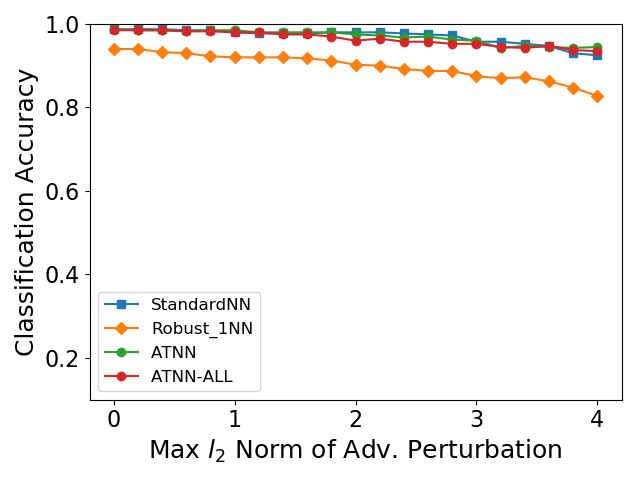 Classification Accuracy
1.0
0.8
0.6
0.4
0.2
StandardNN
Robust_1NN
ATNN
ATNN-ALL
0 1 2 3 4
Max l₂ Norm of Adv. Perturbation